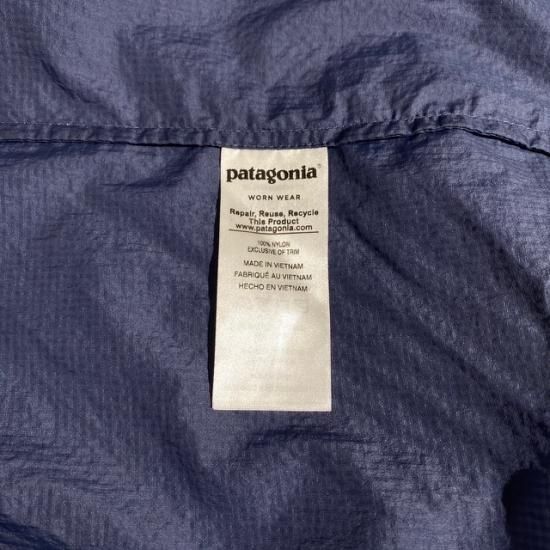 patagonia®
WORN WEAR
Repair, Reuse, Recycle
This Product
www.patagonia.com
100% NYLON
EXCLUSIVE OF TRIM
MADE IN VIETNAM
FABRIQUÉ AU VIETNAM
HECHO EN VIETNAM